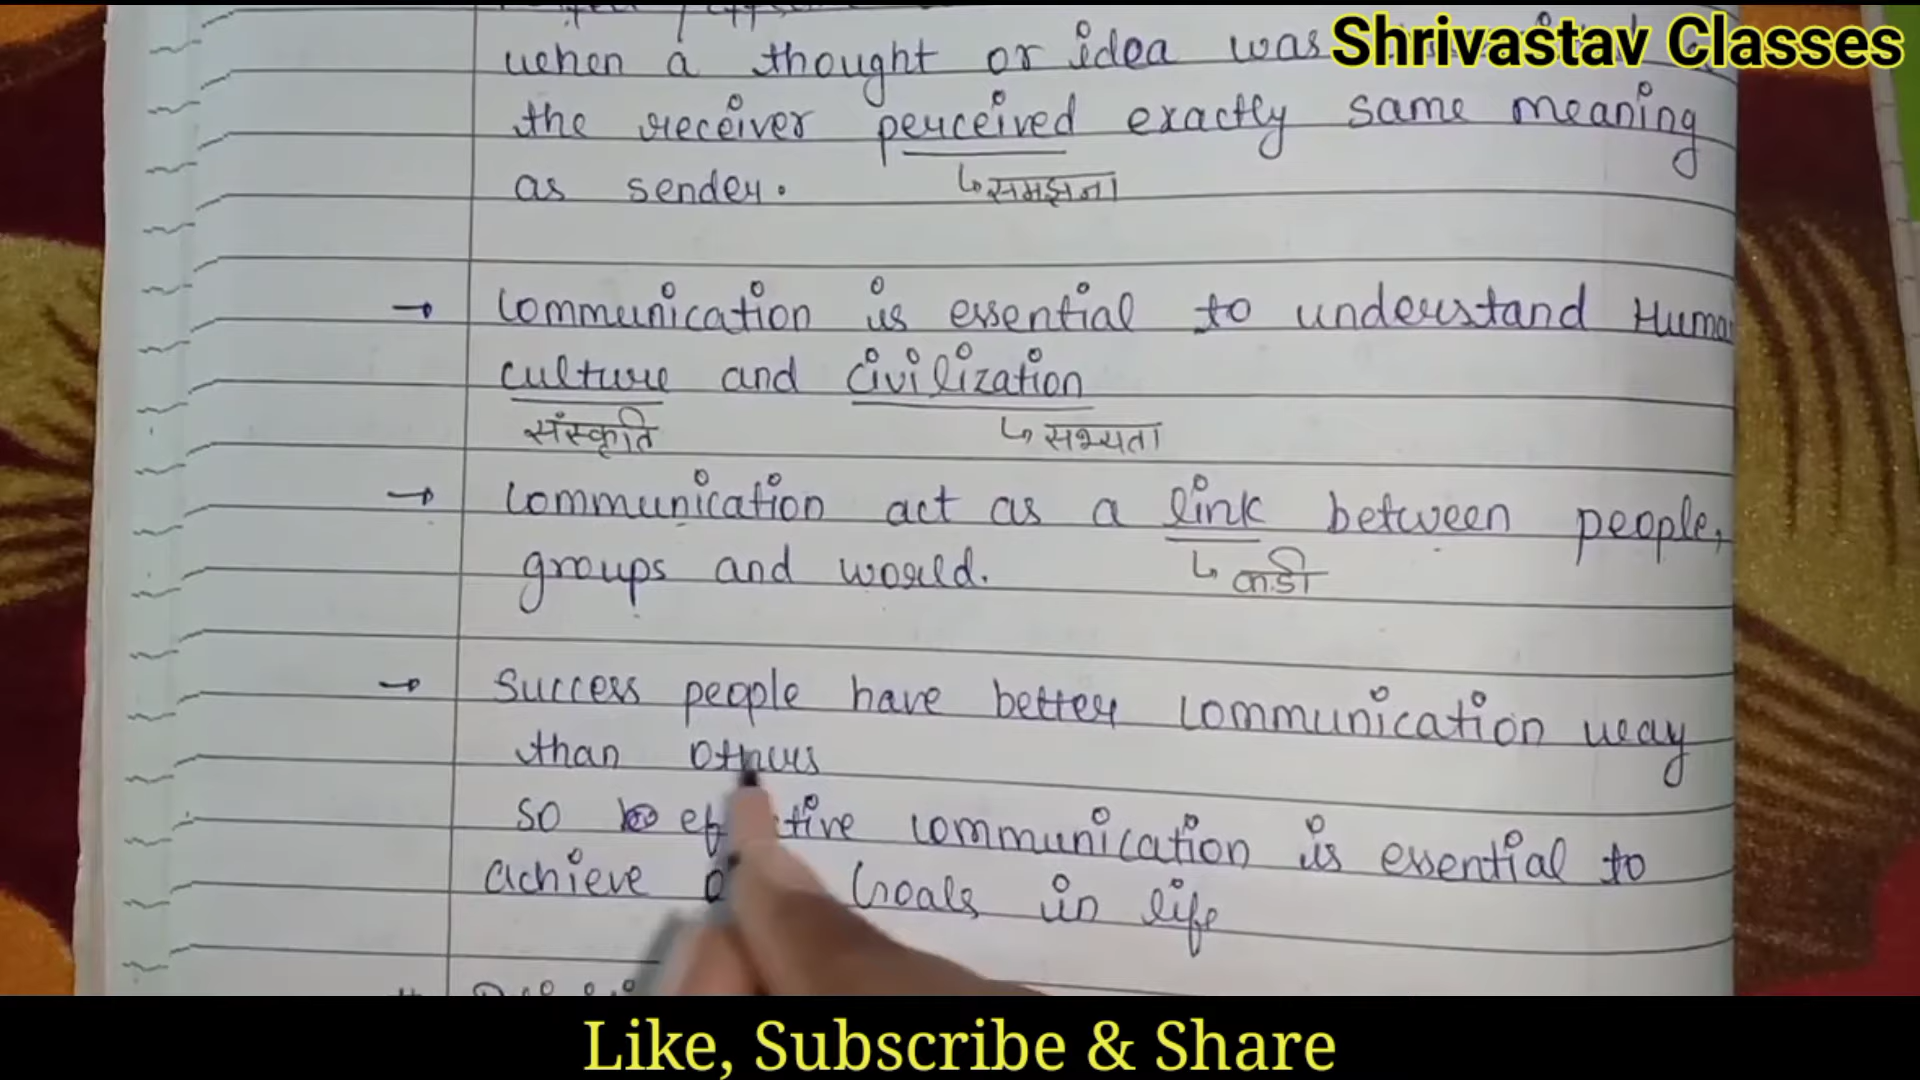 Shrivastav Classes
when a thought or idea was
the receiver perceived exactly same meaning
as sender. ↳ समझना
→ Communication is essential to understand Human
culture and civilization
संस्कृति ↳ सभ्यता
→ Communication act as a link between people,
groups and world. ↳ कडी
→ Success people have better communication way
than others
so effective communication is essential to
achieve Goals in life
Like, Subscribe & Share